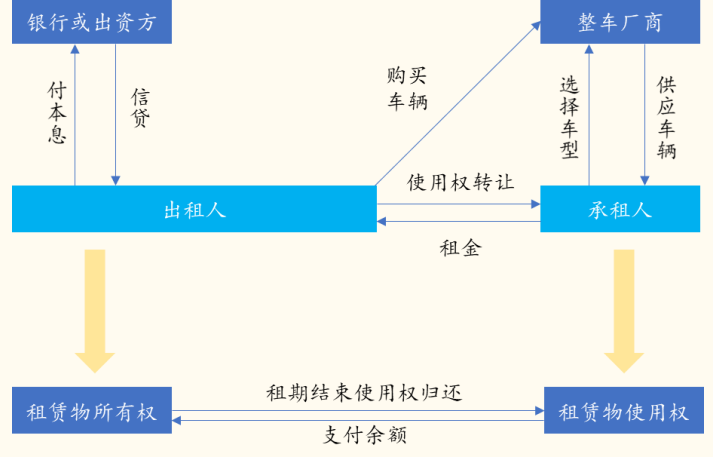 银行或出资方
整车厂商
付本息
信贷
购买
车辆
选择车型
供应车辆
使用权转让
出租人
承租人
租金
租期结束使用权归还
租赁物所有权
租赁物使用权
支付余额